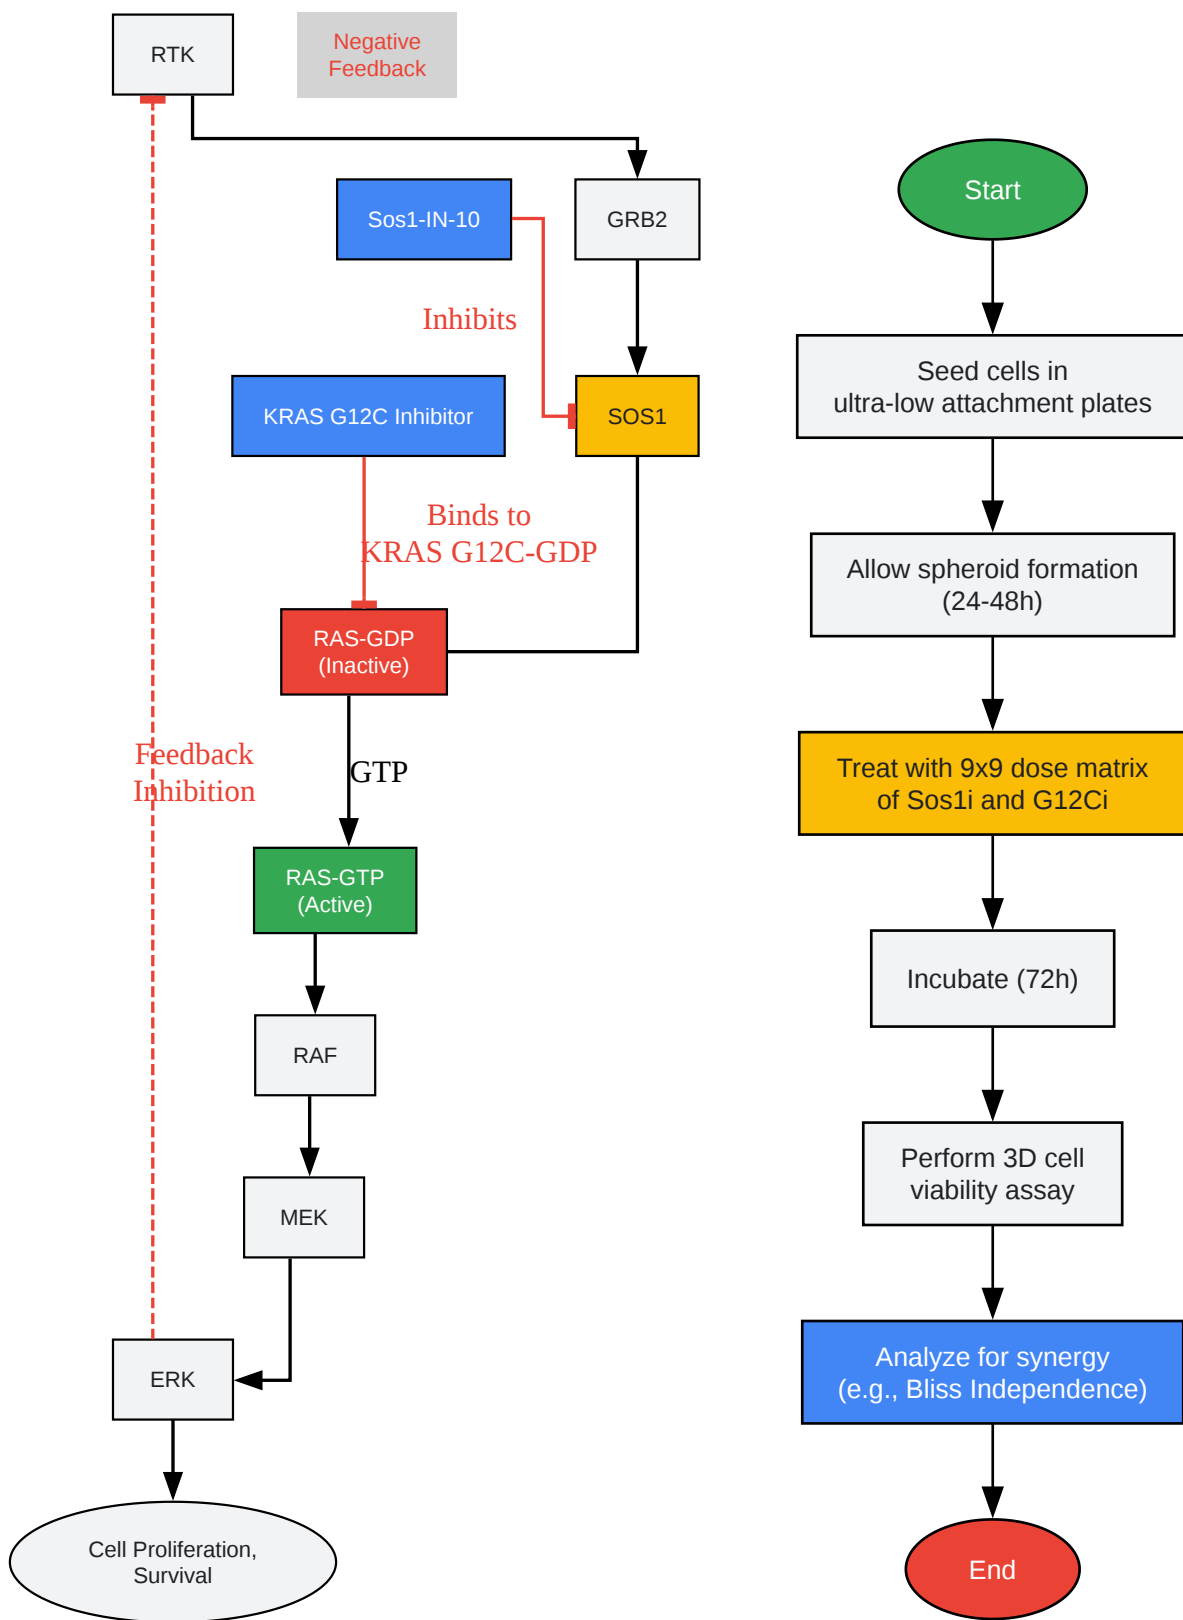 RTK
Negative
Feedback
Sos1-IN-10
GRB2
Inhibits
KRAS G12C Inhibitor
SOS1
Binds to
KRAS G12C-GDP
RAS-GDP
(Inactive)
Feedback
Inhibition
GTP
RAS-GTP
(Active)
RAF
MEK
ERK
Cell Proliferation,
Survival
Start
Seed cells in
ultra-low attachment plates
Allow spheroid formation
(24-48h)
Treat with 9x9 dose matrix
of Sos1i and G12Ci
Incubate (72h)
Perform 3D cell
viability assay
Analyze for synergy
(e.g., Bliss Independence)
End